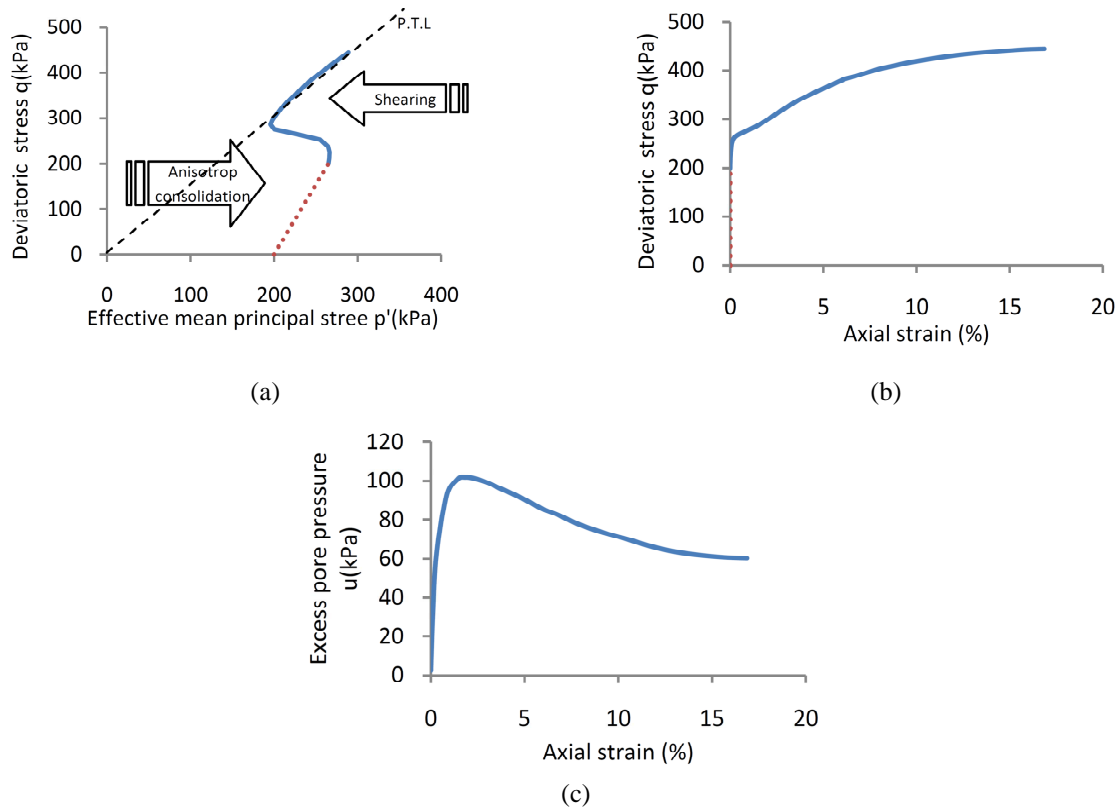 500
400
300
200
100
0
Deviatoric stress q(kPa)
P.T.L
Shearing
Anisotrop
consolidation
0 100 200 300 400
Effective mean principal stree p'(kPa)
(a)
500
400
300
200
100
0
Deviatoric stress q(kPa)
0 5 10 15 20
Axial strain (%)
(b)
120
100
80
60
40
20
0
Excess pore pressure
u(kPa)
0 5 10 15 20
Axial strain (%)
(c)